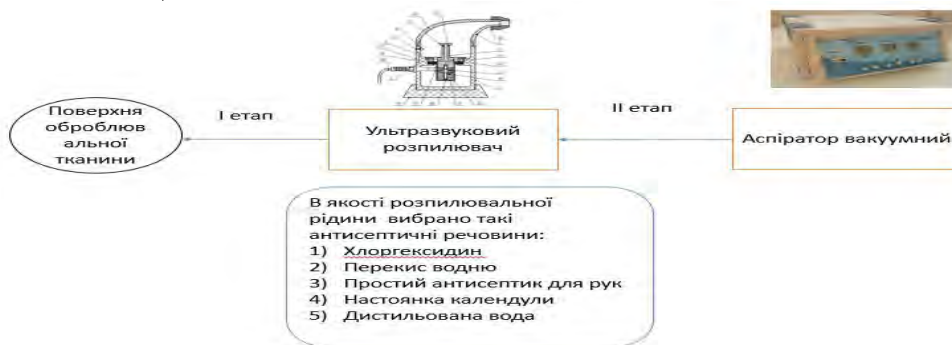 Поверхня
оброблюв
альної
тканини
І етап
Ультразвуковий
розпилювач
ІІ етап
Аспіратор вакуумний
В якості розпилювальної
рідини вибрано такі
антисептичні речовини:
1) Хлоргексидин
2) Перекис водню
3) Простий антисептик для рук
4) Настоянка календули
5) Дистильована вода